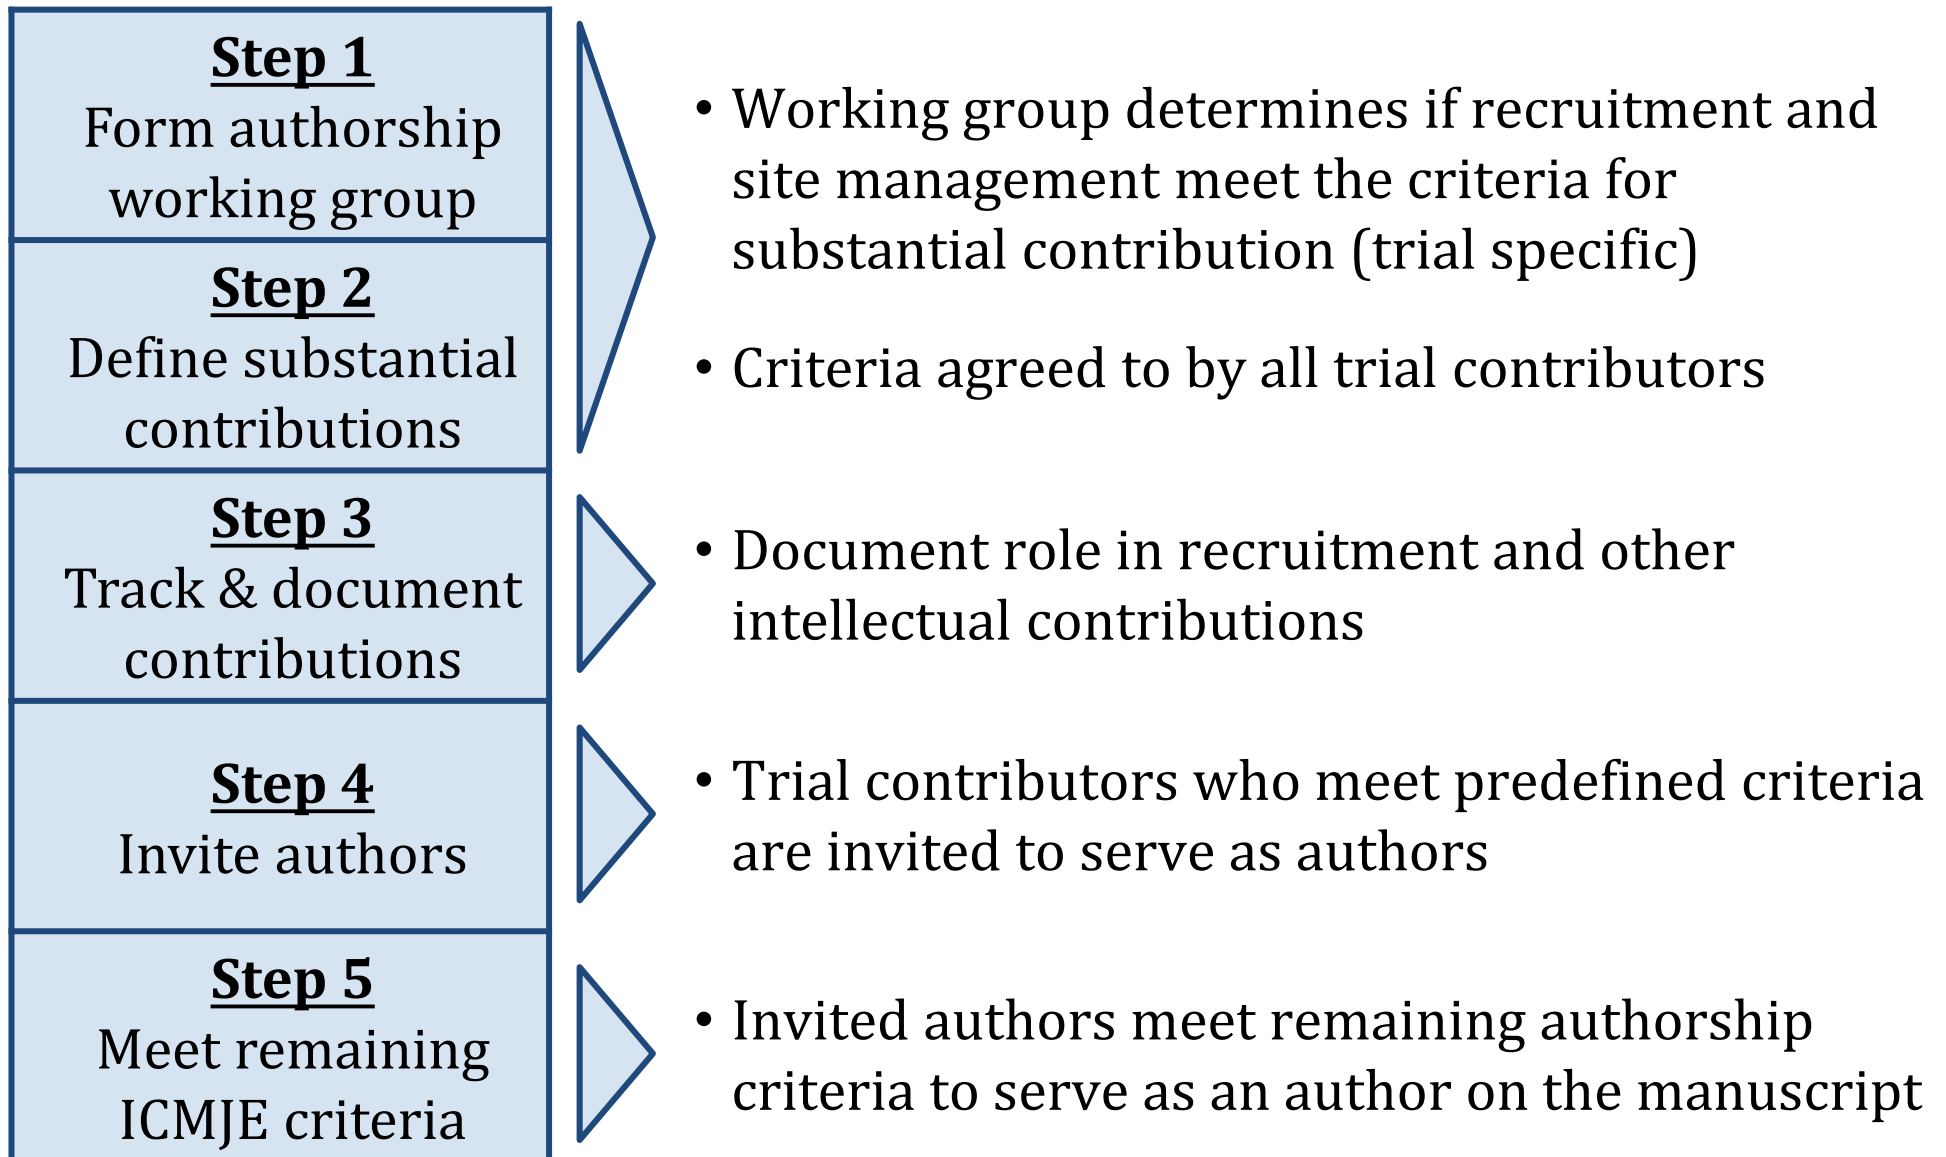 Step 1
Form authorship
working group
Step 2
Define substantial
contributions
• Working group determines if recruitment and
site management meet the criteria for
substantial contribution (trial specific)
• Criteria agreed to by all trial contributors
Step 3
Track & document
contributions
• Document role in recruitment and other
intellectual contributions
Step 4
Invite authors
• Trial contributors who meet predefined criteria
are invited to serve as authors
Step 5
Meet remaining
ICMJE criteria
• Invited authors meet remaining authorship
criteria to serve as an author on the manuscript